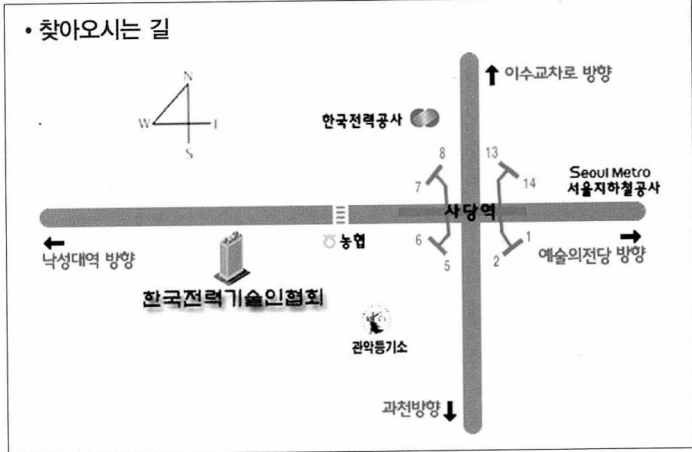 • 찾아오시는 길
N
W
E
S
이수교차로 방향
한국전력공사
8
7
13
14
Seoul Metro
서울지하철공사
사당역
낙성대역 방향
농협
6
5
1
2
예술의전당 방향
한국전력기술인협회
관악등기소
과천방향